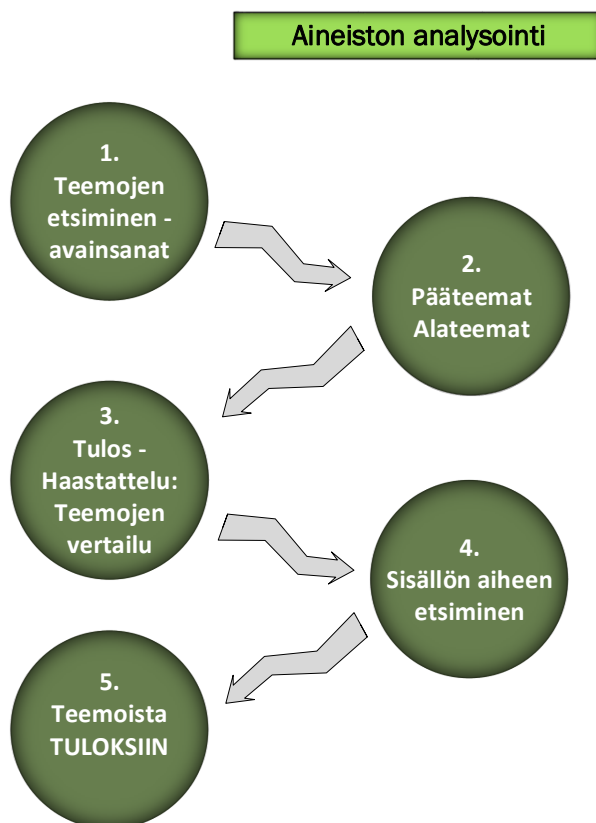 Aineiston analysointi
1.
Teemojen
etsiminen -
avainsanat
2.
Pääteemat
Alateemat
3.
Tulos -
Haastattelu:
Teemojen
vertailu
4.
Sisällön aiheen
etsiminen
5.
Teemoista
TULOKSIIN